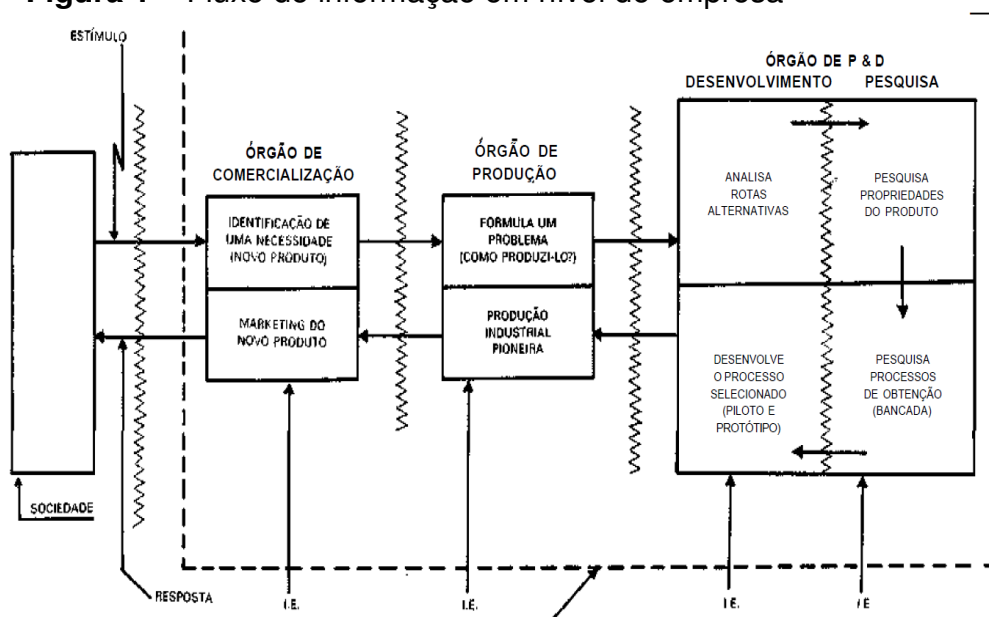 Figura 1 – Fluxo de informação em nível de empresa
ESTÍMULO
ÓRGÃO DE P & D
DESENVOLVIMENTO
PESQUISA
ÓRGÃO DE
COMERCIALIZAÇÃO
ÓRGÃO DE
PRODUÇÃO
IDENTIFICAÇÃO DE
UMA NECESSIDADE
(NOVO PRODUTO)
FORMULA UM
PROBLEMA
(COMO PRODUZI-LO?)
ANALISA
ROTAS
ALTERNATIVAS
PESQUISA
PROPRIEDADES
DO PRODUTO
MARKETING DO
NOVO PRODUTO
PRODUÇÃO
INDUSTRIAL
PIONEIRA
DESENVOLVE
O PROCESSO
SELECIONADO
(PILOTO E
PROTÓTIPO)
PESQUISA
PROCESSOS
DE OBTENÇÃO
(BANCADA)
SOCIEDADE
RESPOSTA
I.E.
I.E.
I.E.
I.E.